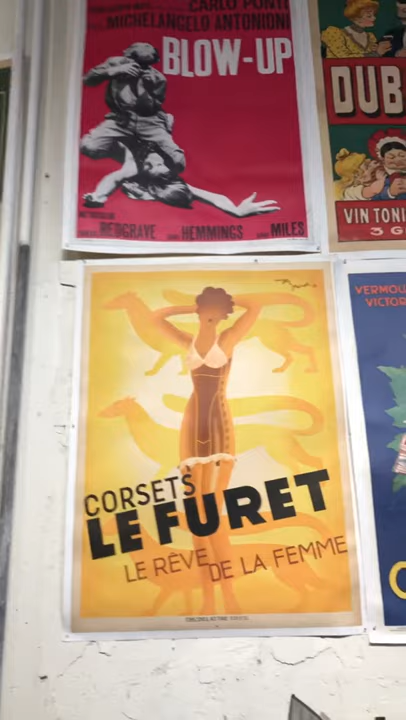 CARLO PONTI
MICHELANGELO ANTONIONI
BLOW-UP
REDGRAVE
HEMMINGS
MILES
DUB
VIN TONI
3 G
CORSETS
LE FURET
LE RÊVE
DE LA FEMME
VERMOU
VICTOR